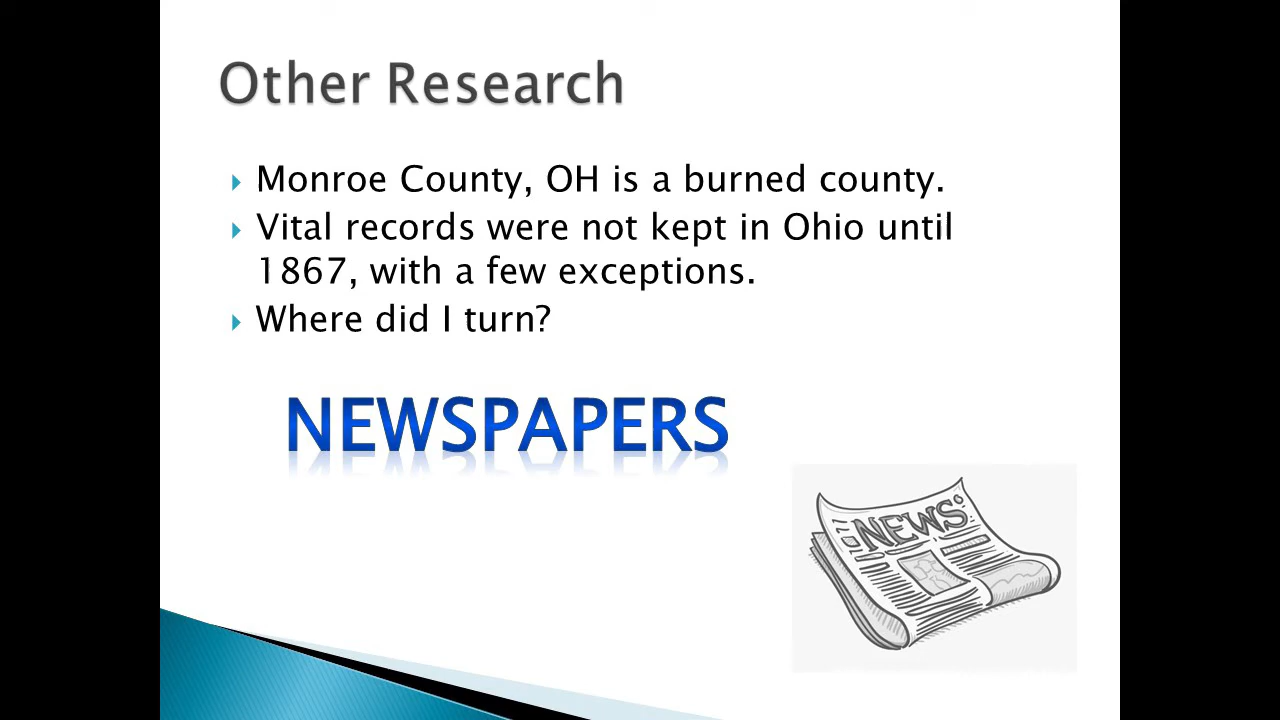 Other Research
Monroe County, OH is a burned county.
Vital records were not kept in Ohio until
1867, with a few exceptions.
Where did I turn?
NEWSPAPERS
NEWS